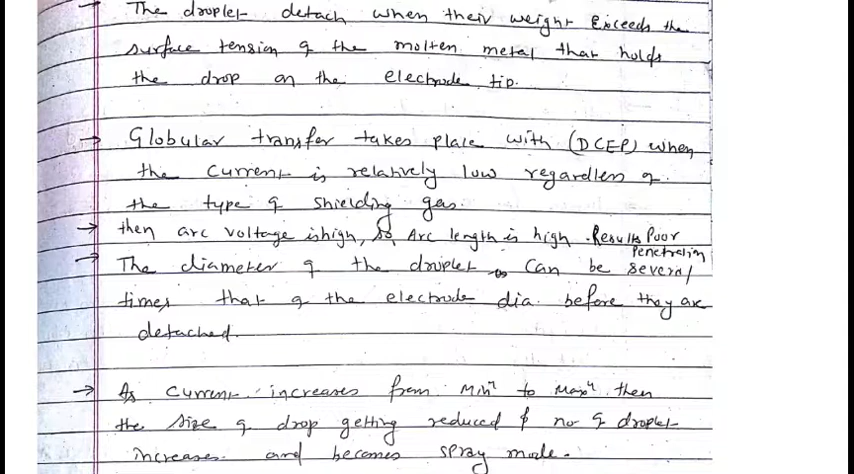 → The droplet detach when their weight exceeds the
surface tension of the molten metal that holds
the drop on the electrode tip.
→ Globular transfer takes place with (DCEP) when
the current is relatively low regardless of
the type of shielding gas.
→ then arc voltage is high, so, Arc length is high. Results Poor
Penetration
→ The diameter of the droplet can be several
times that of the electrode dia. before they are
detached.
→ As current increases from Minᵐ to Maxᵐ then
the size of drop getting reduced & no of droplet
increases and becomes spray mode.